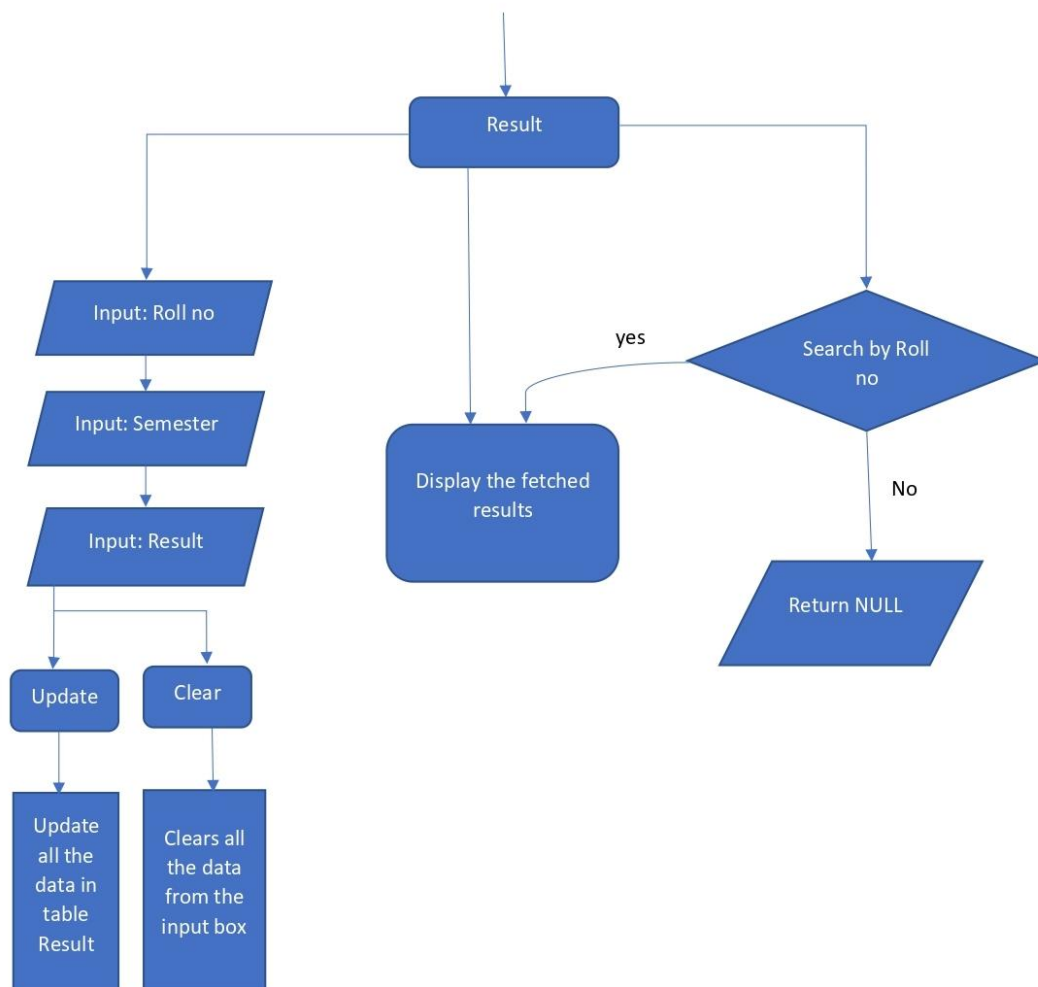 Result
Input: Roll no
yes
Search by Roll
no
Input: Semester
Display the fetched
results
No
Input: Result
Return NULL
Update
Clear
Update
all the
data in
table
Result
Clears all
the data
from the
input box